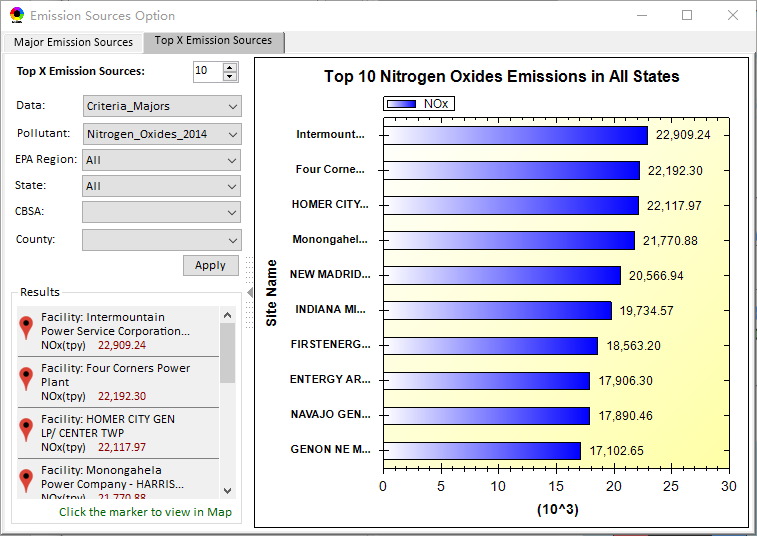 Emission Sources Option
Major Emission Sources
Top X Emission Sources
Top X Emission Sources:
10
Data:
Criteria_Majors
Pollutant:
Nitrogen_Oxides_2014
EPA Region:
All
State:
All
CBSA:
County:
Apply
Results
Facility: Intermountain
Power Service Corporation...
NOx(tpy) 22,909.24
Facility: Four Corners Power
Plant
NOx(tpy) 22,192.30
Facility: HOMER CITY GEN
LP/ CENTER TWP
NOx(tpy) 22,117.97
Facility: Monongahela
Power Company - HARRIS...
NOx(tpy) 21,770.88
Click the marker to view in Map
Top 10 Nitrogen Oxides Emissions in All States
NOx
Site Name
Intermount... 22,909.24
Four Corne... 22,192.30
HOMER CITY... 22,117.97
Monongahel... 21,770.88
NEW MADRID... 20,566.94
INDIANA MI... 19,734.57
FIRSTENERG... 18,563.20
ENTERGY AR... 17,906.30
NAVAJO GEN... 17,890.46
GENON NE M... 17,102.65
0 5 10 15 20 25 30
(10^3)